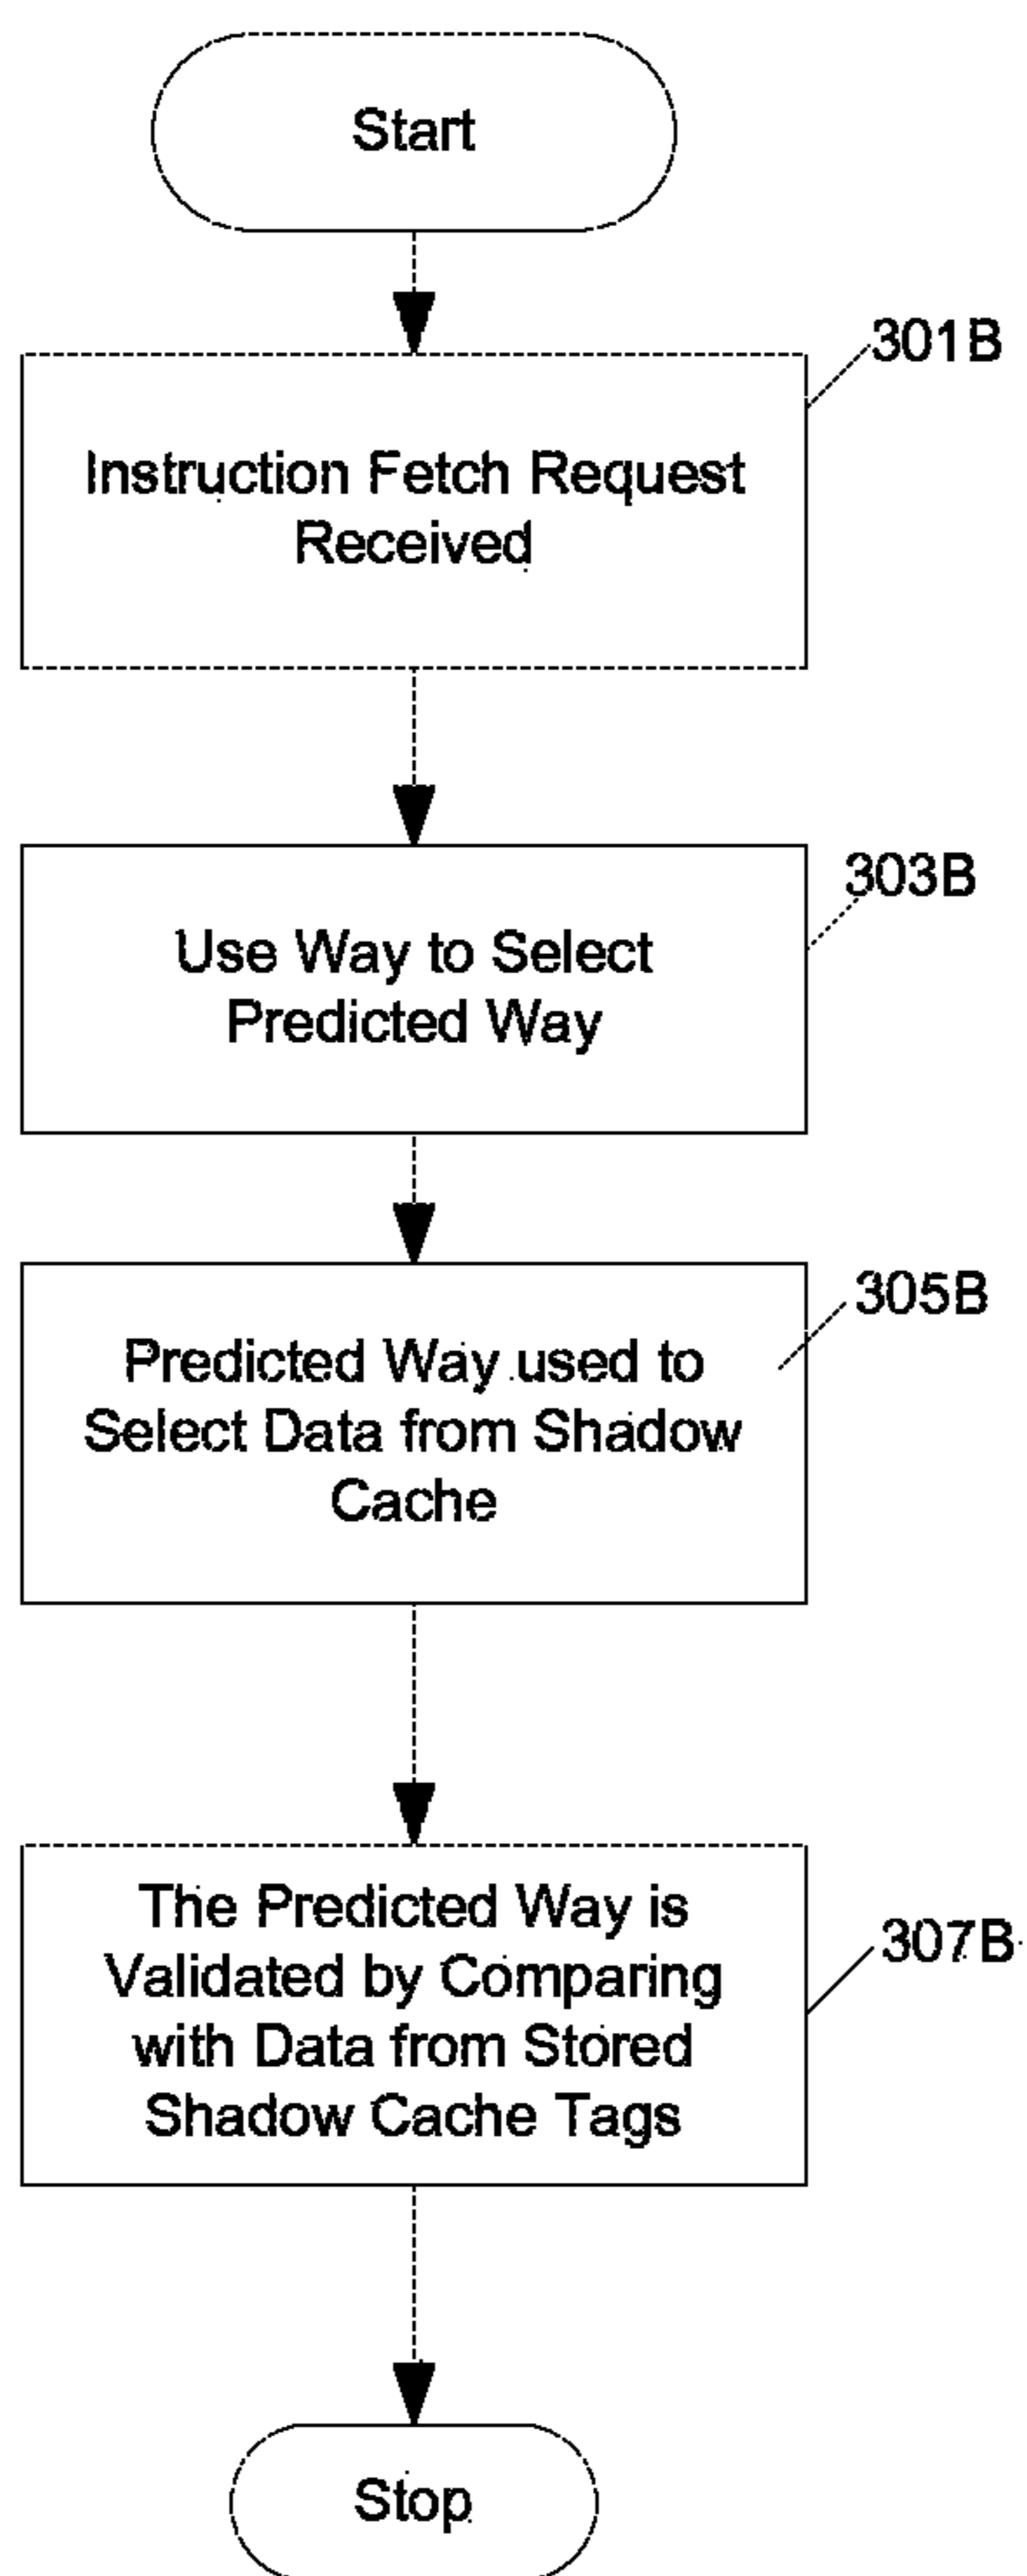 Start
301B
Instruction Fetch Request
Received
303B
Use Way to Select
Predicted Way
305B
Predicted Way used to
Select Data from Shadow
Cache
The Predicted Way is
307B
Validated by Comparing
with Data from Stored
Shadow Cache Tags
Stop